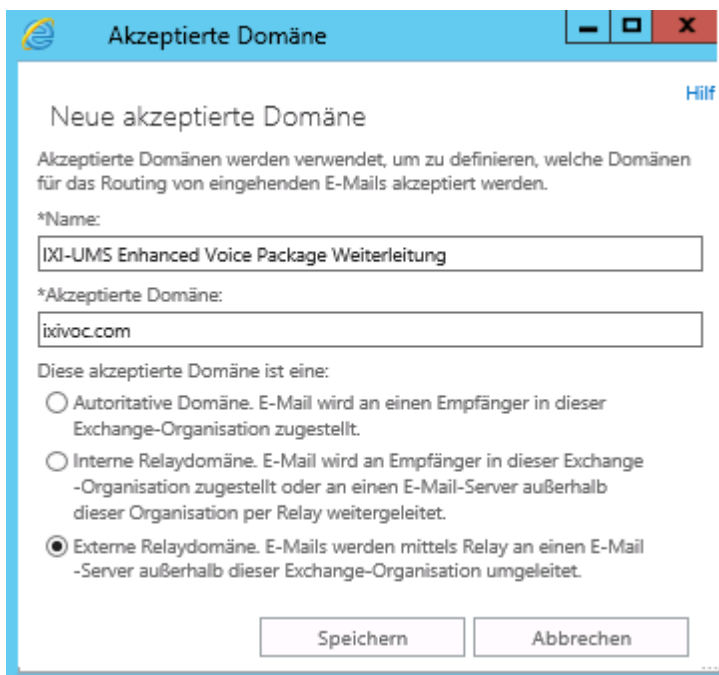 Akzeptierte Domäne
Hilf
Neue akzeptierte Domäne
Akzeptierte Domänen werden verwendet, um zu definieren, welche Domänen
für das Routing von eingehenden E-Mails akzeptiert werden.
*Name:
IXI-UMS Enhanced Voice Package Weiterleitung
*Akzeptierte Domäne:
ixivoc.com
Diese akzeptierte Domäne ist eine:
Autoritative Domäne. E-Mail wird an einen Empfänger in dieser
Exchange-Organisation zugestellt.
Interne Relaydomäne. E-Mail wird an Empfänger in dieser Exchange
-Organisation zugestellt oder an einen E-Mail-Server außerhalb
dieser Organisation per Relay weitergeleitet.
Externe Relaydomäne. E-Mails werden mittels Relay an einen E-Mail
-Server außerhalb dieser Exchange-Organisation umgeleitet.
Speichern Abbrechen